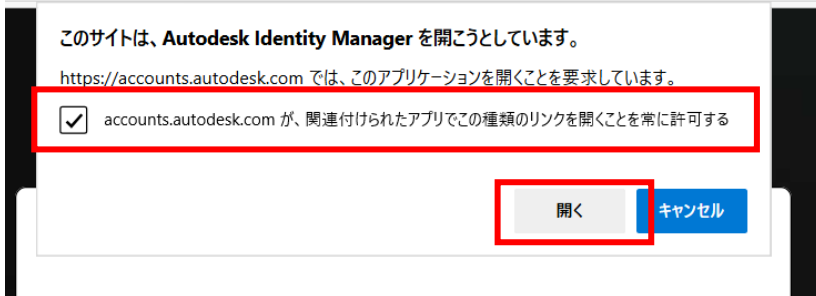 このサイトは、Autodesk Identity Manager を開こうとしています。
https://accounts.autodesk.com では、このアプリケーションを開くことを要求しています。
accounts.autodesk.com が、関連付けられたアプリでこの種類のリンクを開くことを常に許可する
開く
キャンセル